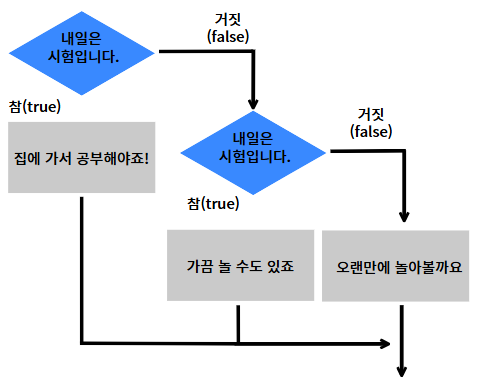 내일은
시험입니다.
거짓
(false)
참(true)
집에 가서 공부해야죠!
내일은
시험입니다.
거짓
(false)
참(true)
가끔 놀 수도 있죠
오랜만에 놀아볼까요